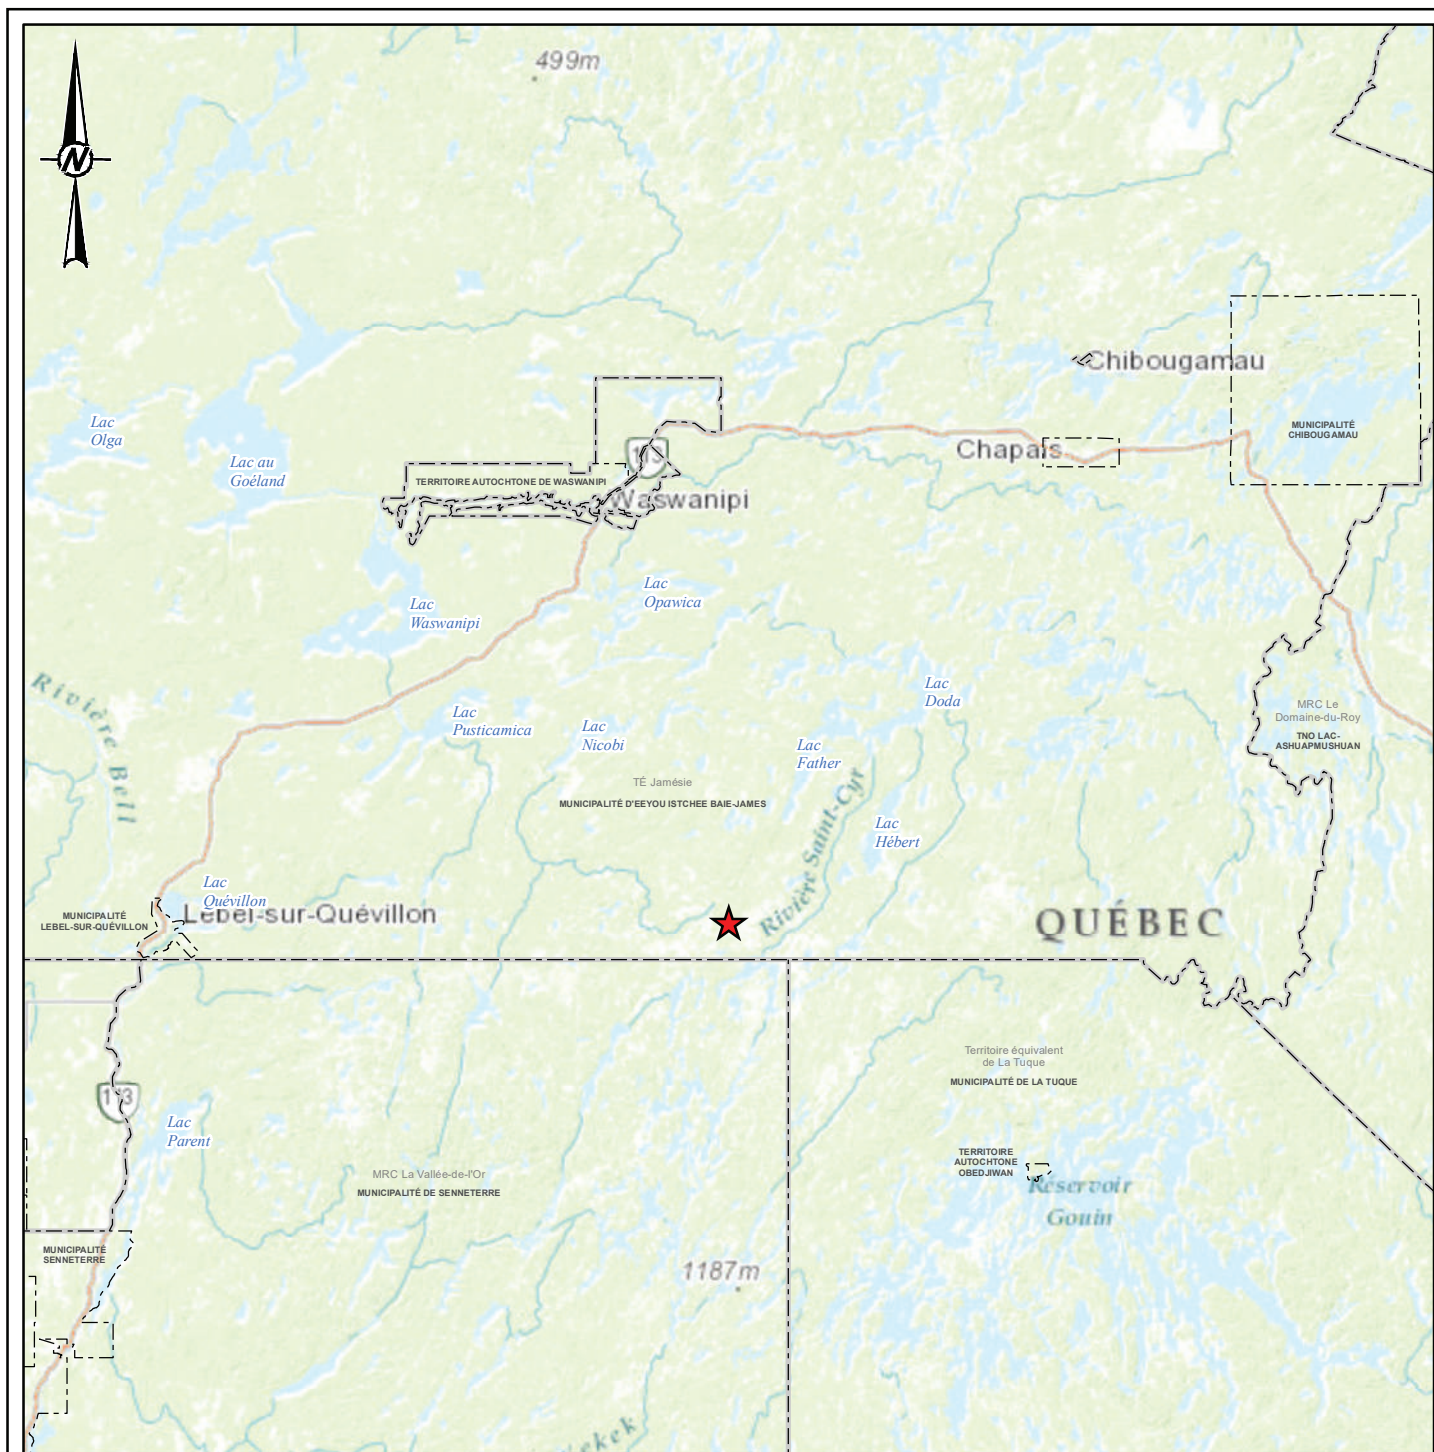 499m
N
Chibougamau
MUNICIPALITÉ
CHIBOUGAMAU
Lac
Olga
Lac au
Goéland
113
Chapais
TERRITOIRE AUTOCHTONE DE WASWANIPI
Waswanipi
Lac
Opawica
Lac
Waswanipi
Rivière Bell
Lac
Pusticamica
Lac
Nicobi
Lac
Doda
Lac
Father
MRC Le
Domaine-du-Roy
TNO LAC-
ASHUAPMUSHUAN
TÉ Jamésie
MUNICIPALITÉ D'EEYOU ISTCHEE BAIE-JAMES
Rivière Saint-Cyr
Lac
Hébert
Lac
Quévillon
Lebel-sur-Quévillon
MUNICIPALITÉ
LEBEL-SUR-QUÉVILLON
QUÉBEC
Territoire équivalent
de La Tuque
MUNICIPALITÉ DE LA TUQUE
113
Lac
Parent
MRC La Vallée-de-l'Or
MUNICIPALITÉ DE SENNETERRE
TERRITOIRE
AUTOCHTONE
OBEDJIWAN
Réservoir
Gouin
MUNICIPALITÉ
SENNETERRE
1187m